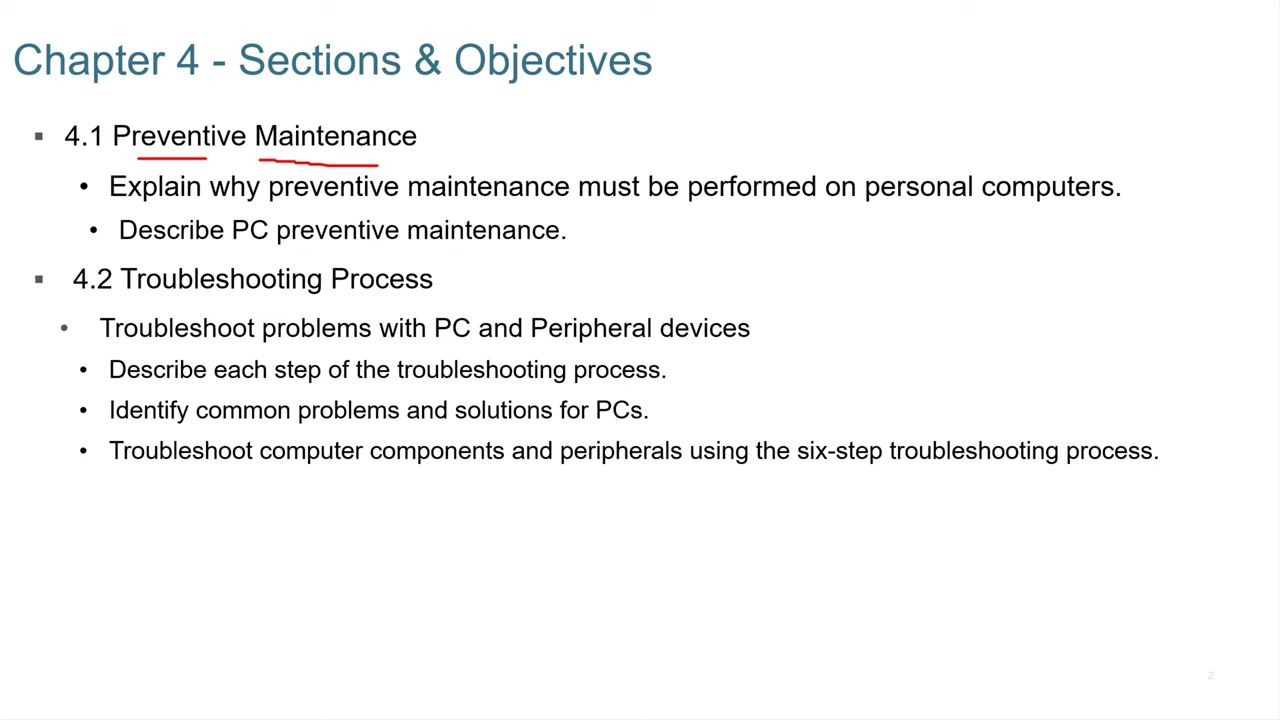 Chapter 4 - Sections & Objectives
▪ 4.1 Preventive Maintenance
• Explain why preventive maintenance must be performed on personal computers.
• Describe PC preventive maintenance.
▪ 4.2 Troubleshooting Process
• Troubleshoot problems with PC and Peripheral devices
• Describe each step of the troubleshooting process.
• Identify common problems and solutions for PCs.
• Troubleshoot computer components and peripherals using the six-step troubleshooting process.
2